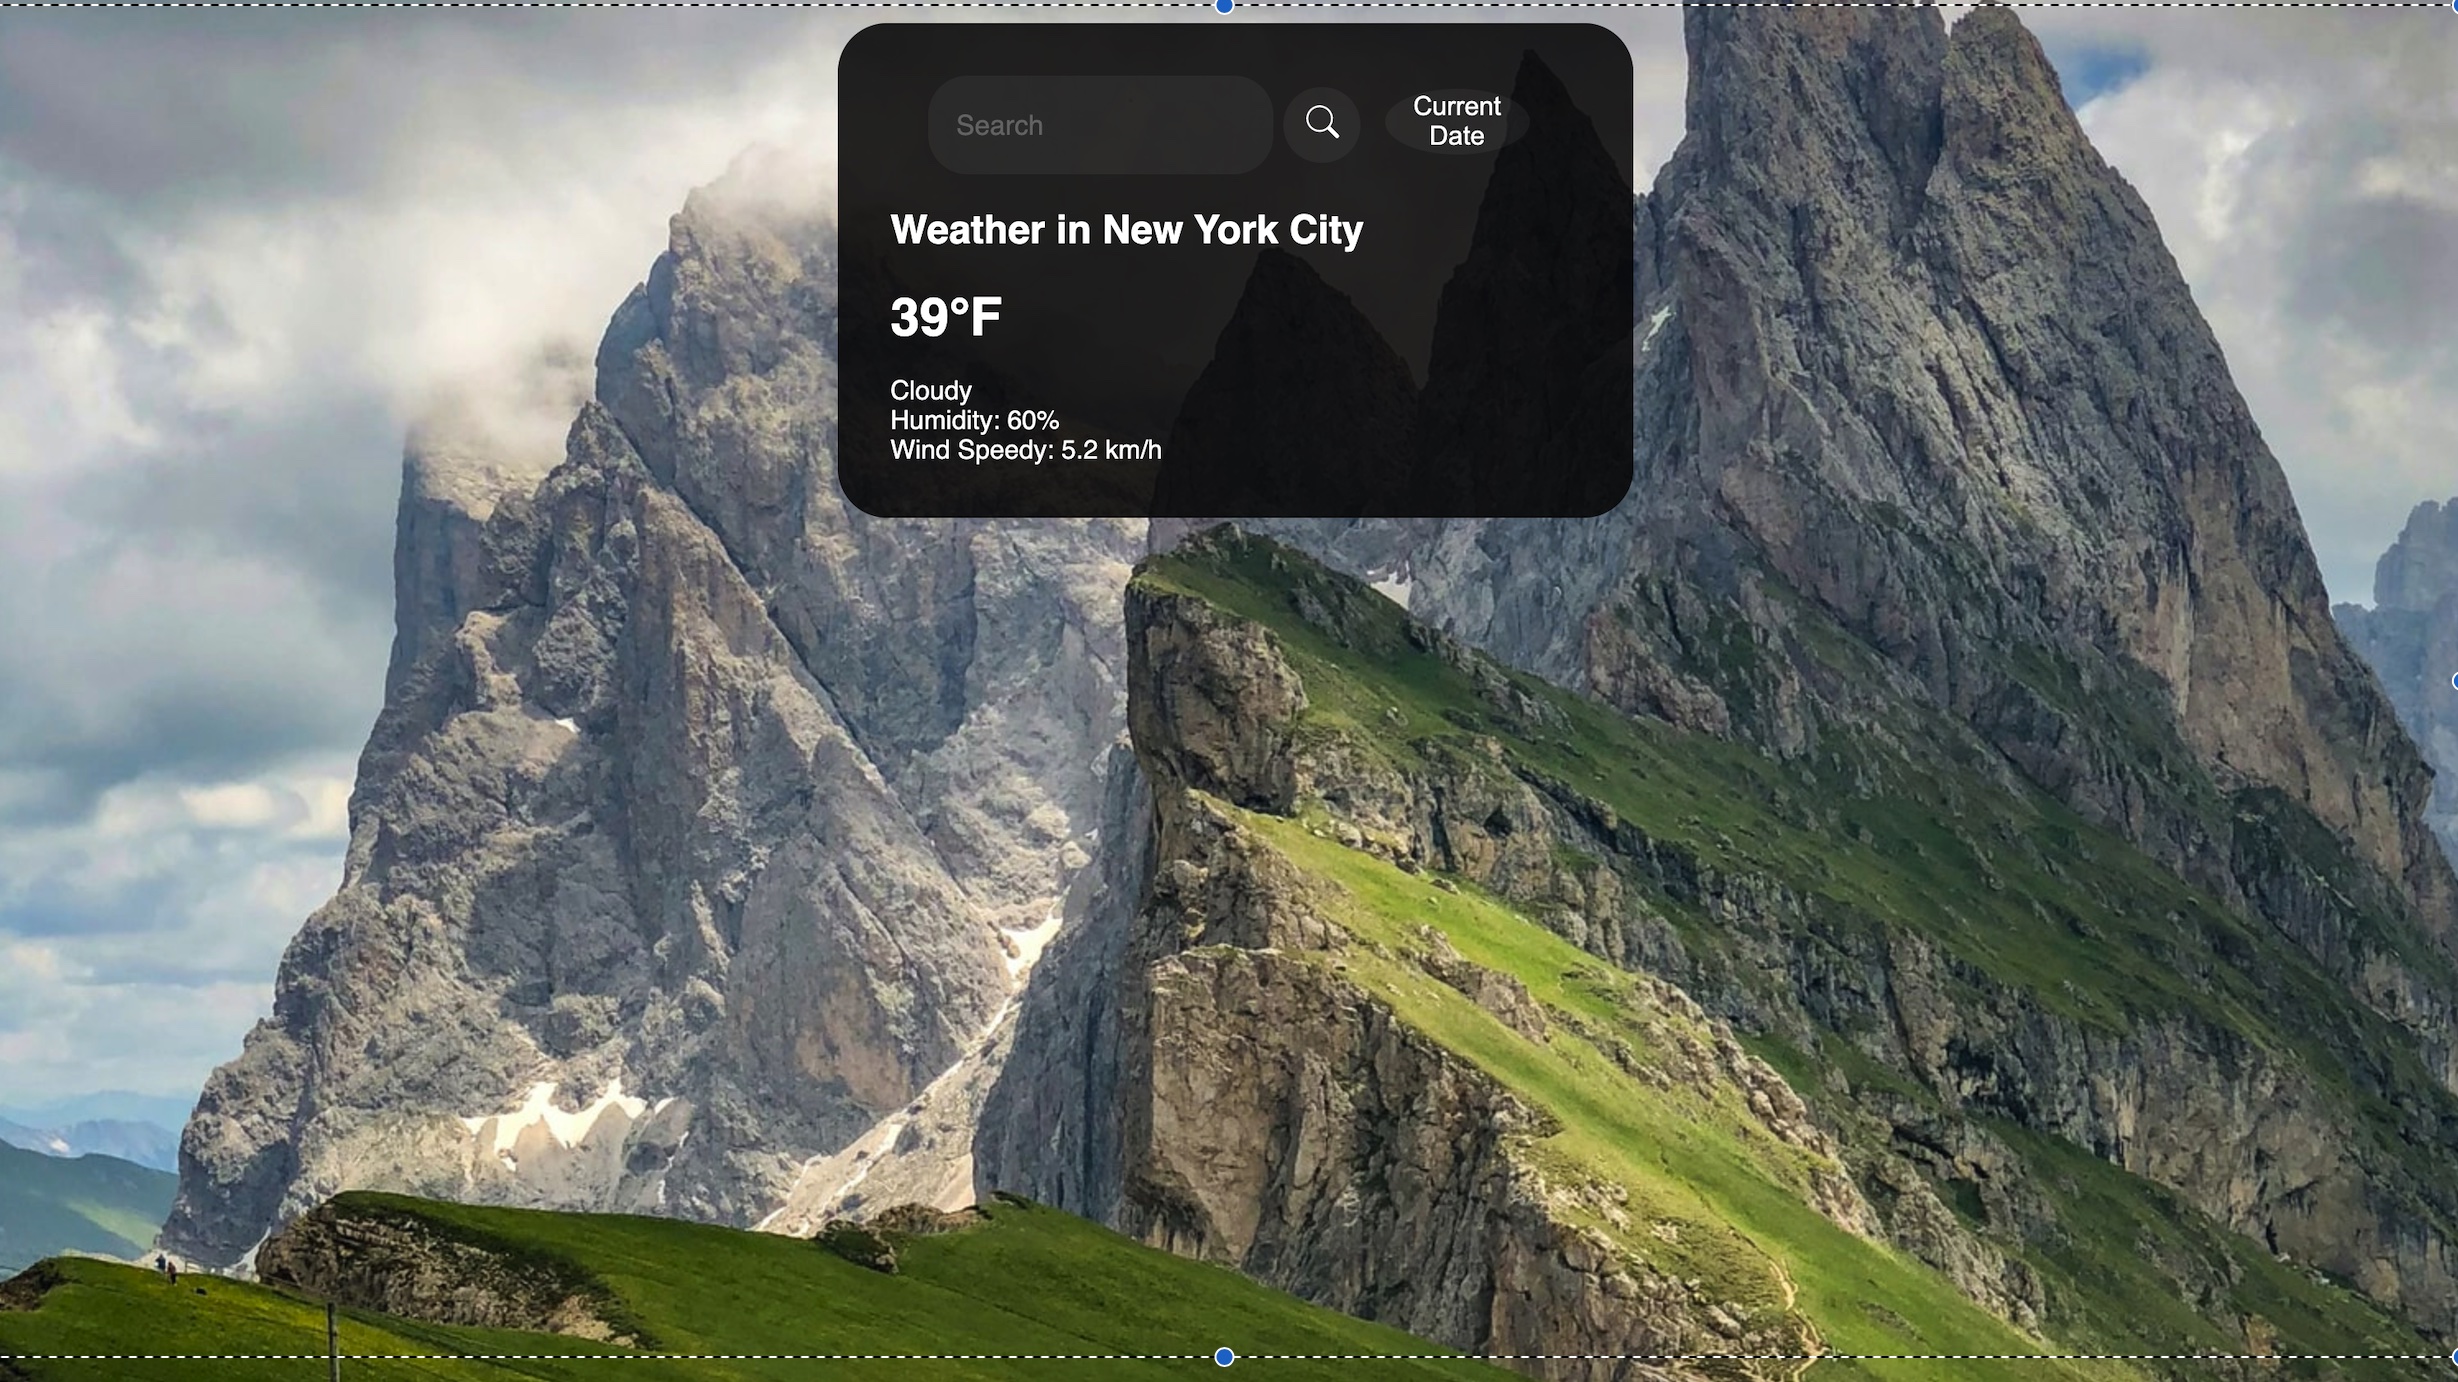 Search
Current
Date
Weather in New York City
39°F
Cloudy
Humidity: 60%
Wind Speedy: 5.2 km/h